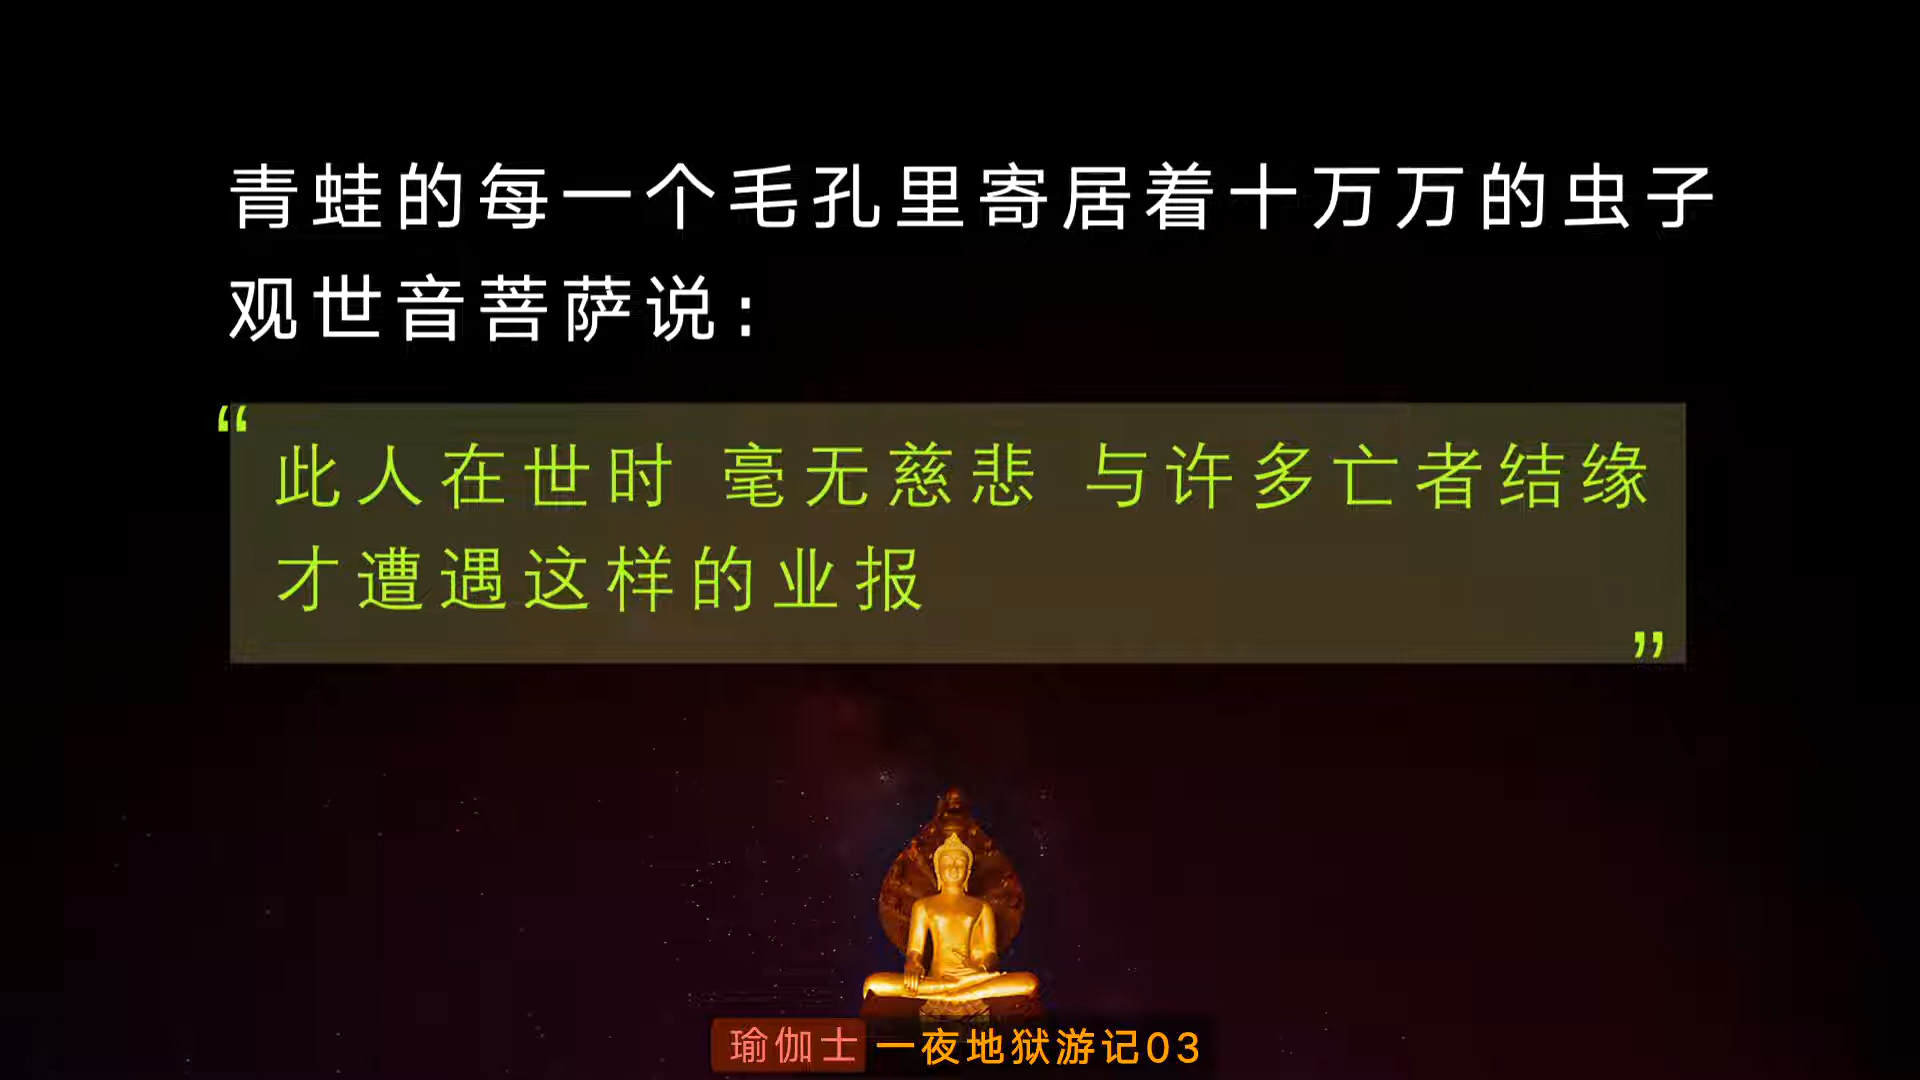 青蛙的每一个毛孔里寄居着十万万的虫子
观世音菩萨说：
“此人在世时 毫无慈悲 与许多亡者结缘
才遭遇这样的业报”
瑜伽士 一夜地狱游记03